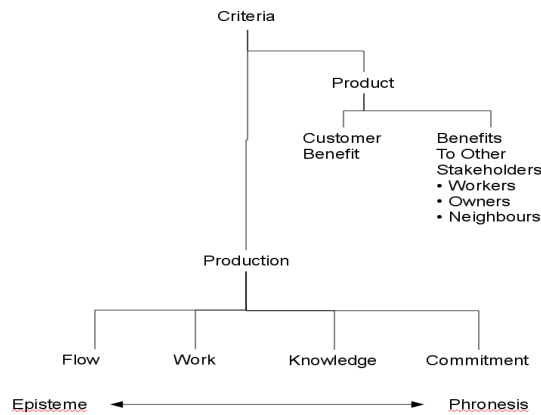 Criteria
Product
Customer
Benefit
Benefits
To Other
Stakeholders
• Workers
• Owners
• Neighbours
Production
Flow
Work
Knowledge
Commitment
Episteme
Phronesis